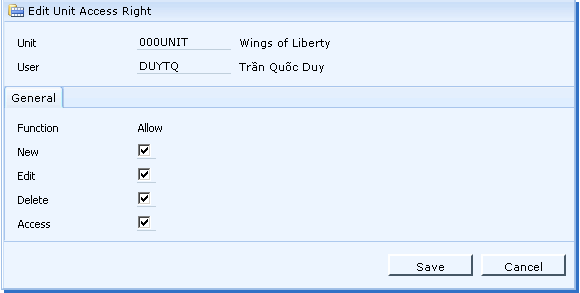 Edit Unit Access Right
Unit 000UNIT Wings of Liberty
User DUYTQ Trần Quốc Duy
General
Function Allow
New
Edit
Delete
Access
Save Cancel